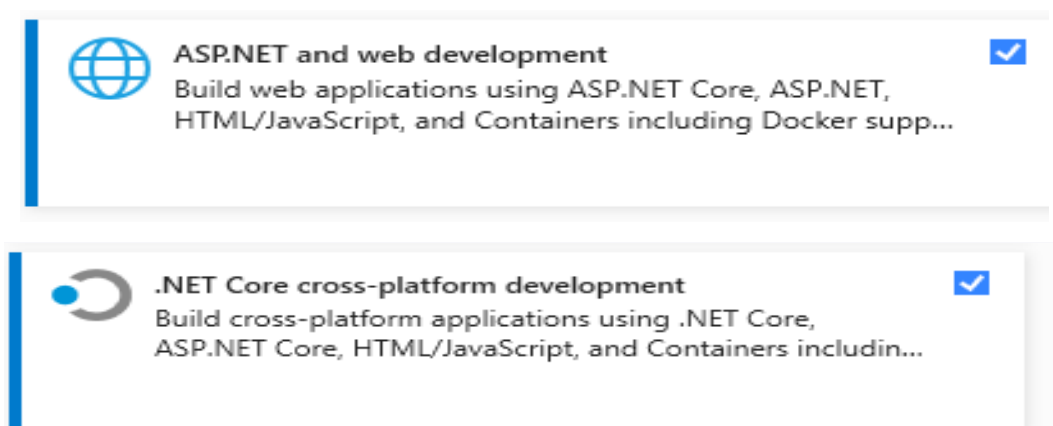 ASP.NET and web development
Build web applications using ASP.NET Core, ASP.NET,
HTML/JavaScript, and Containers including Docker supp...
.NET Core cross-platform development
Build cross-platform applications using .NET Core,
ASP.NET Core, HTML/JavaScript, and Containers includin...